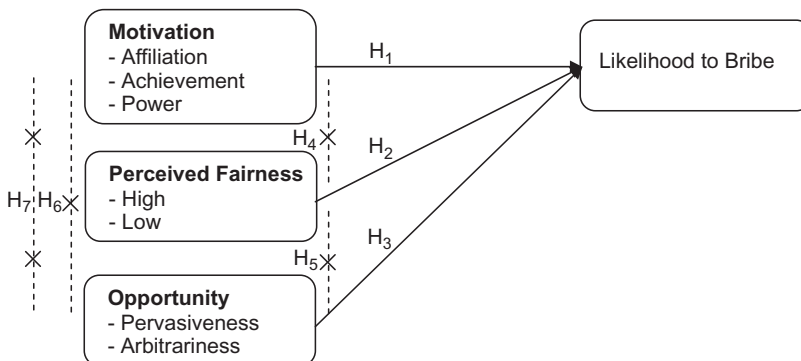 Motivation
- Affiliation
- Achievement
- Power
H1
Likelihood to Bribe
H4
H2
Perceived Fairness
- High
- Low
H7
H6
H3
H5
Opportunity
- Pervasiveness
- Arbitrariness